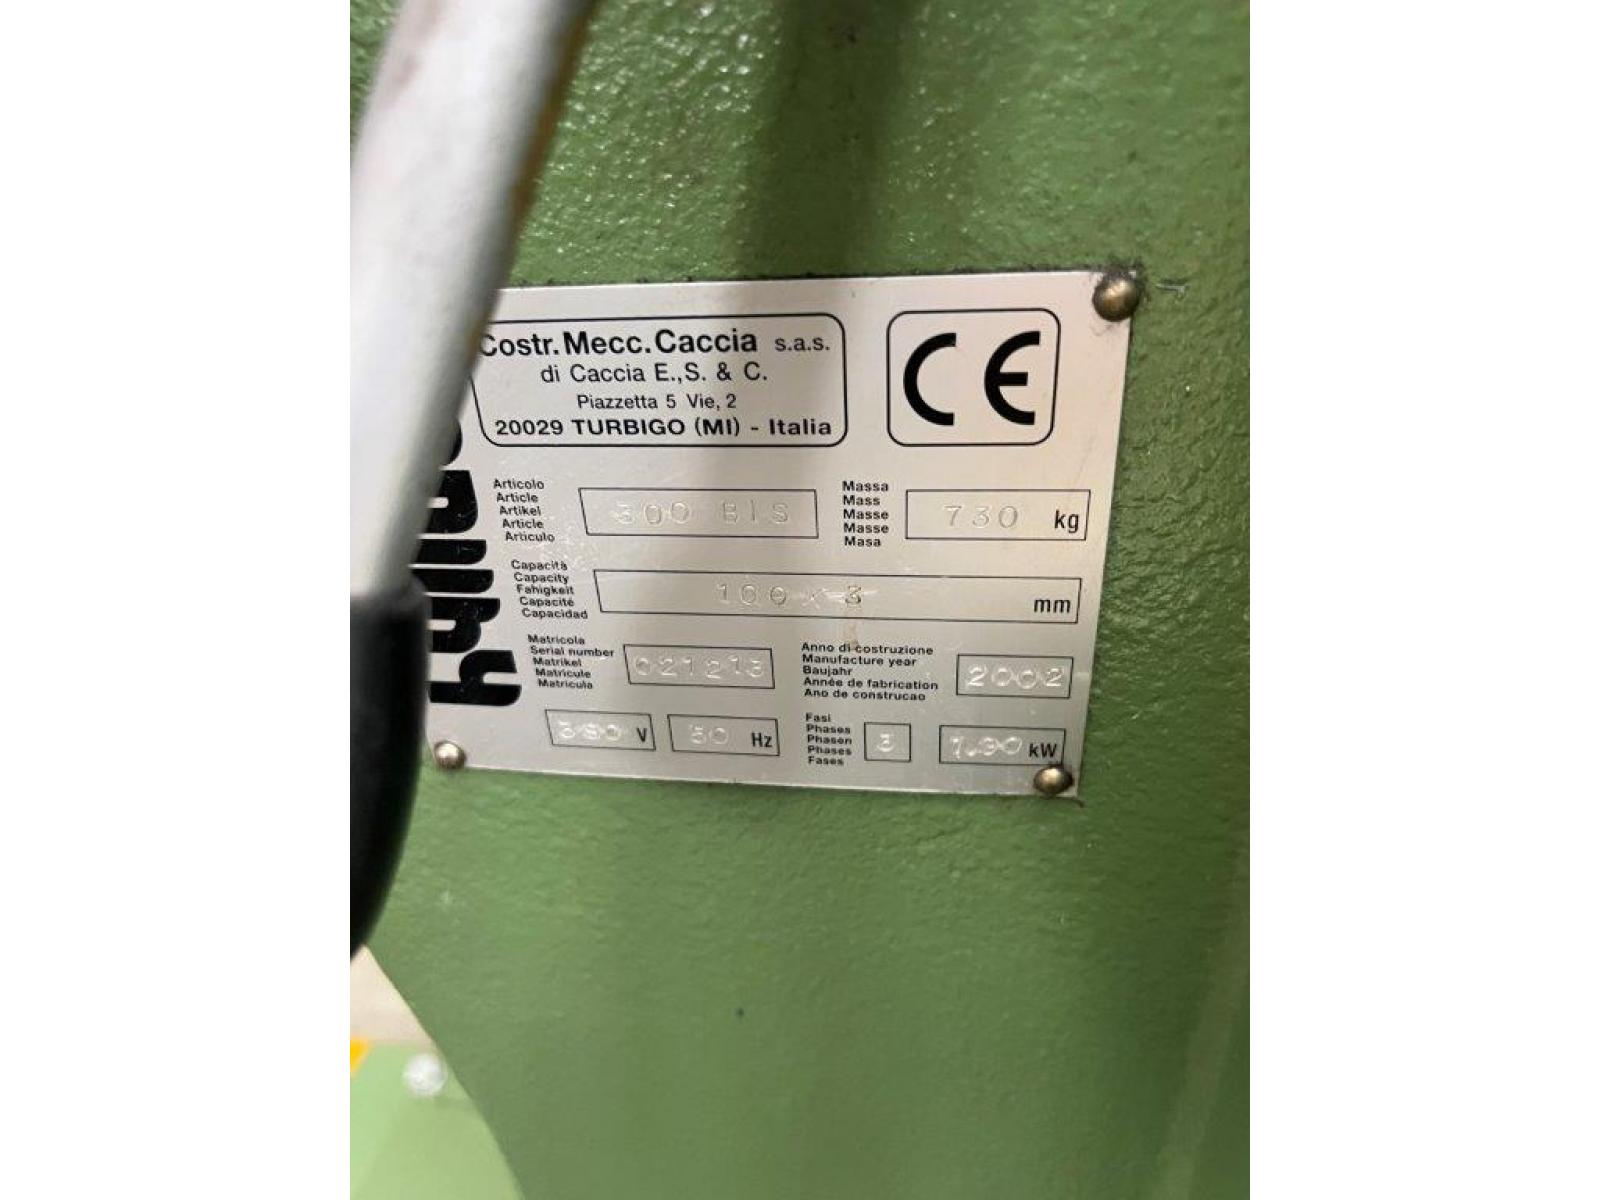 Costr. Mecc. Caccia s.a.s.
di Caccia E., S. & C.
Piazzetta 5 Vie, 2
20029 TURBIGO (MI) - Italia
CE
Articolo
Article
Artikel
Article
Articulo
300 BIS
Massa
Mass
Masse
Masse
Masa
730 kg
Capacità
Capacity
Fahigkeit
Capacité
Capacidad
100 x 3 mm
Matricola
Serial number
Matrikel
Matricule
Matricula
021213
Anno di costruzione
Manufacture year
Baujahr
Année de fabrication
Ano de construcao
2002
380 V
50 Hz
Fasi
Phases
Phasen
Phases
Fases
3
kW